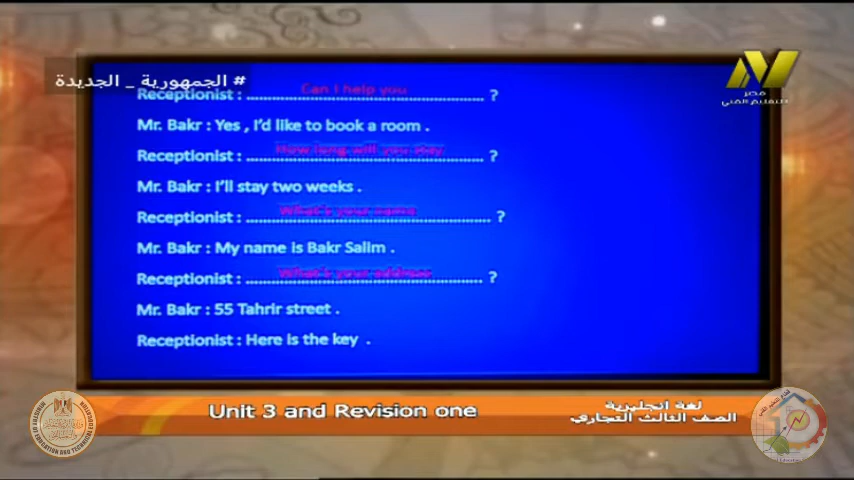 # الجمهورية _ الجديدة
مصر
التعليم الفني
Can I help you
Receptionist : ........................................................ ?
Mr. Bakr : Yes , I'd like to book a room .
How long will you stay
Receptionist : ........................................................ ?
Mr. Bakr : I'll stay two weeks .
What's your name
Receptionist : ........................................................ ?
Mr. Bakr : My name is Bakr Salim .
What's your address
Receptionist : ........................................................ ?
Mr. Bakr : 55 Tahrir street .
Receptionist : Here is the key .
Unit 3 and Revision one
لغة انجليزية
الصف الثالث التجاري